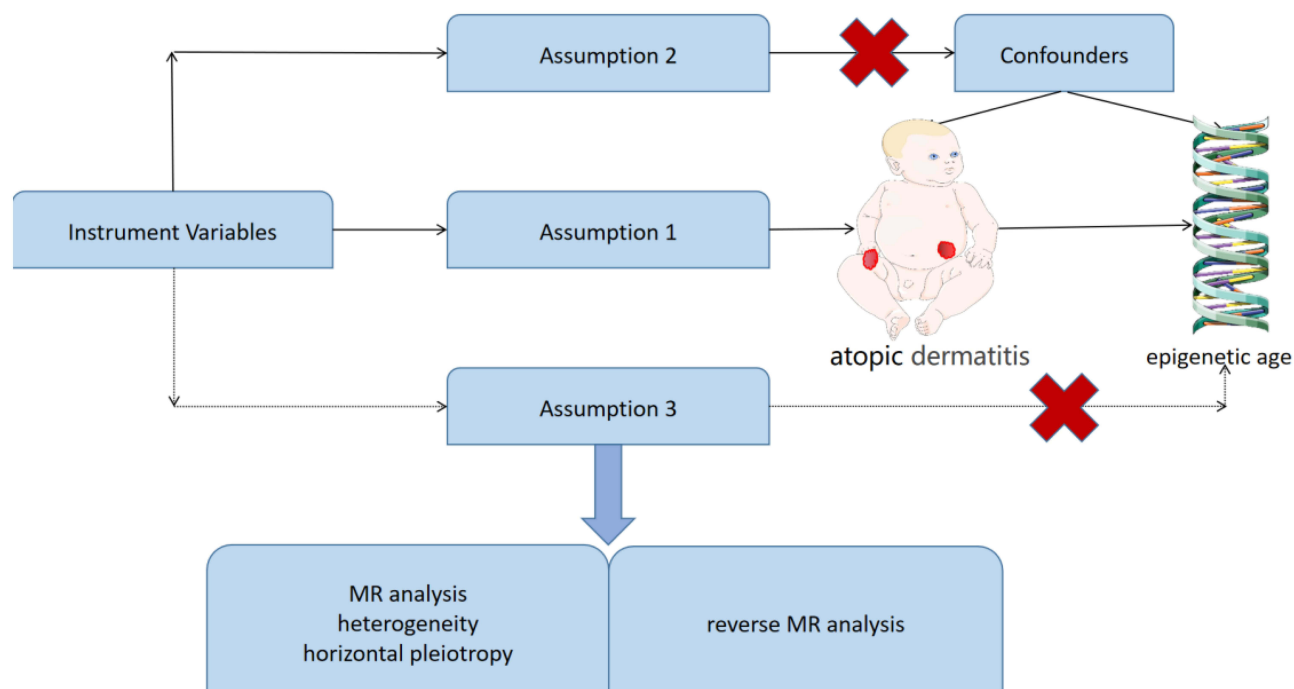 Assumption 2
Confounders
Instrument Variables
Assumption 1
atopic dermatitis
epigenetic age
Assumption 3
MR analysis
heterogeneity
horizontal pleiotropy
reverse MR analysis